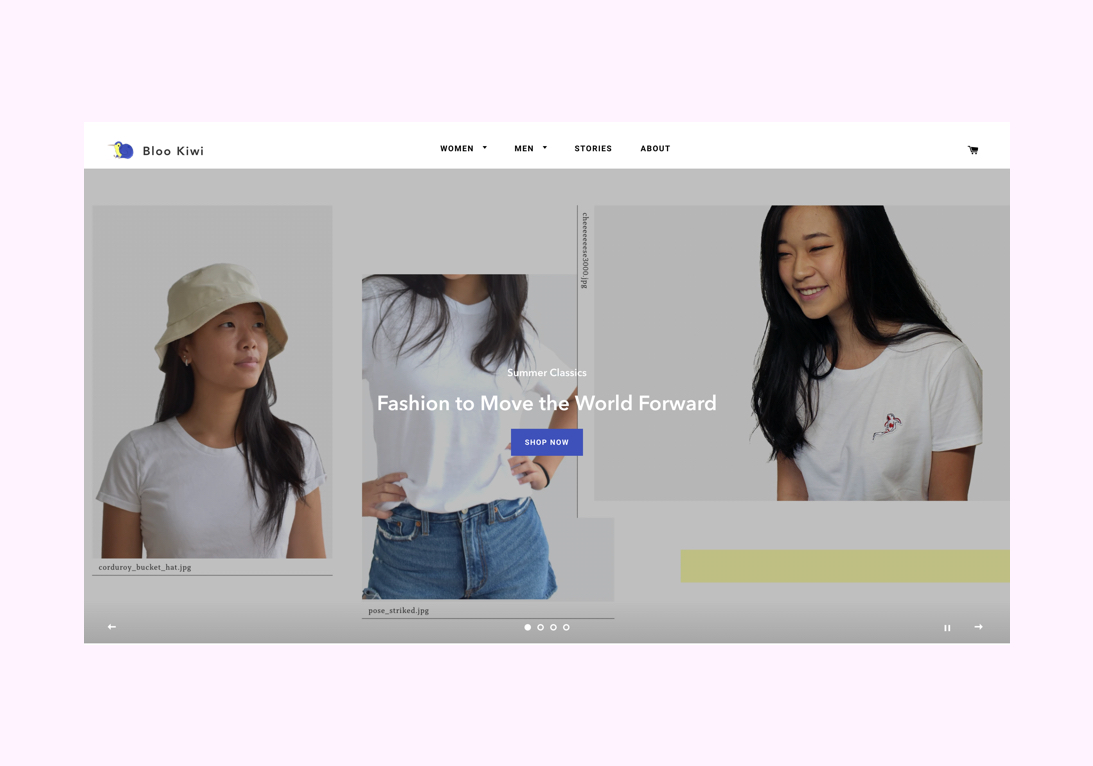 Bloo Kiwi
WOMEN
MEN
STORIES
ABOUT
cheeeeeese3000.jpg
Summer Classics
Fashion to Move the World Forward
SHOP NOW
corduroy_bucket_hat.jpg
pose_striked.jpg